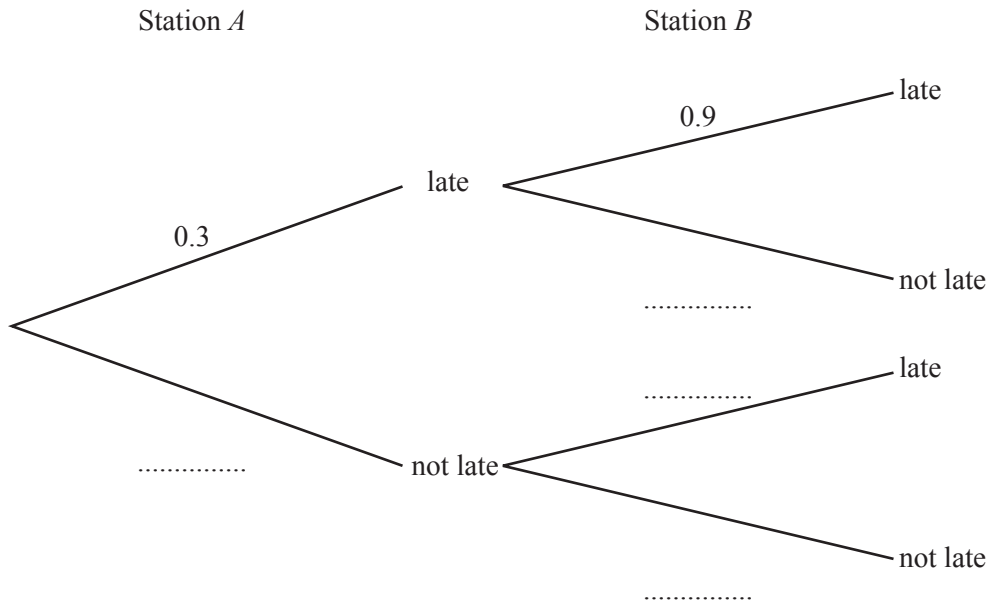 Station A
Station B
late
0.9
late
0.3
not late
...............
late
...............
not late
...............
not late
...............